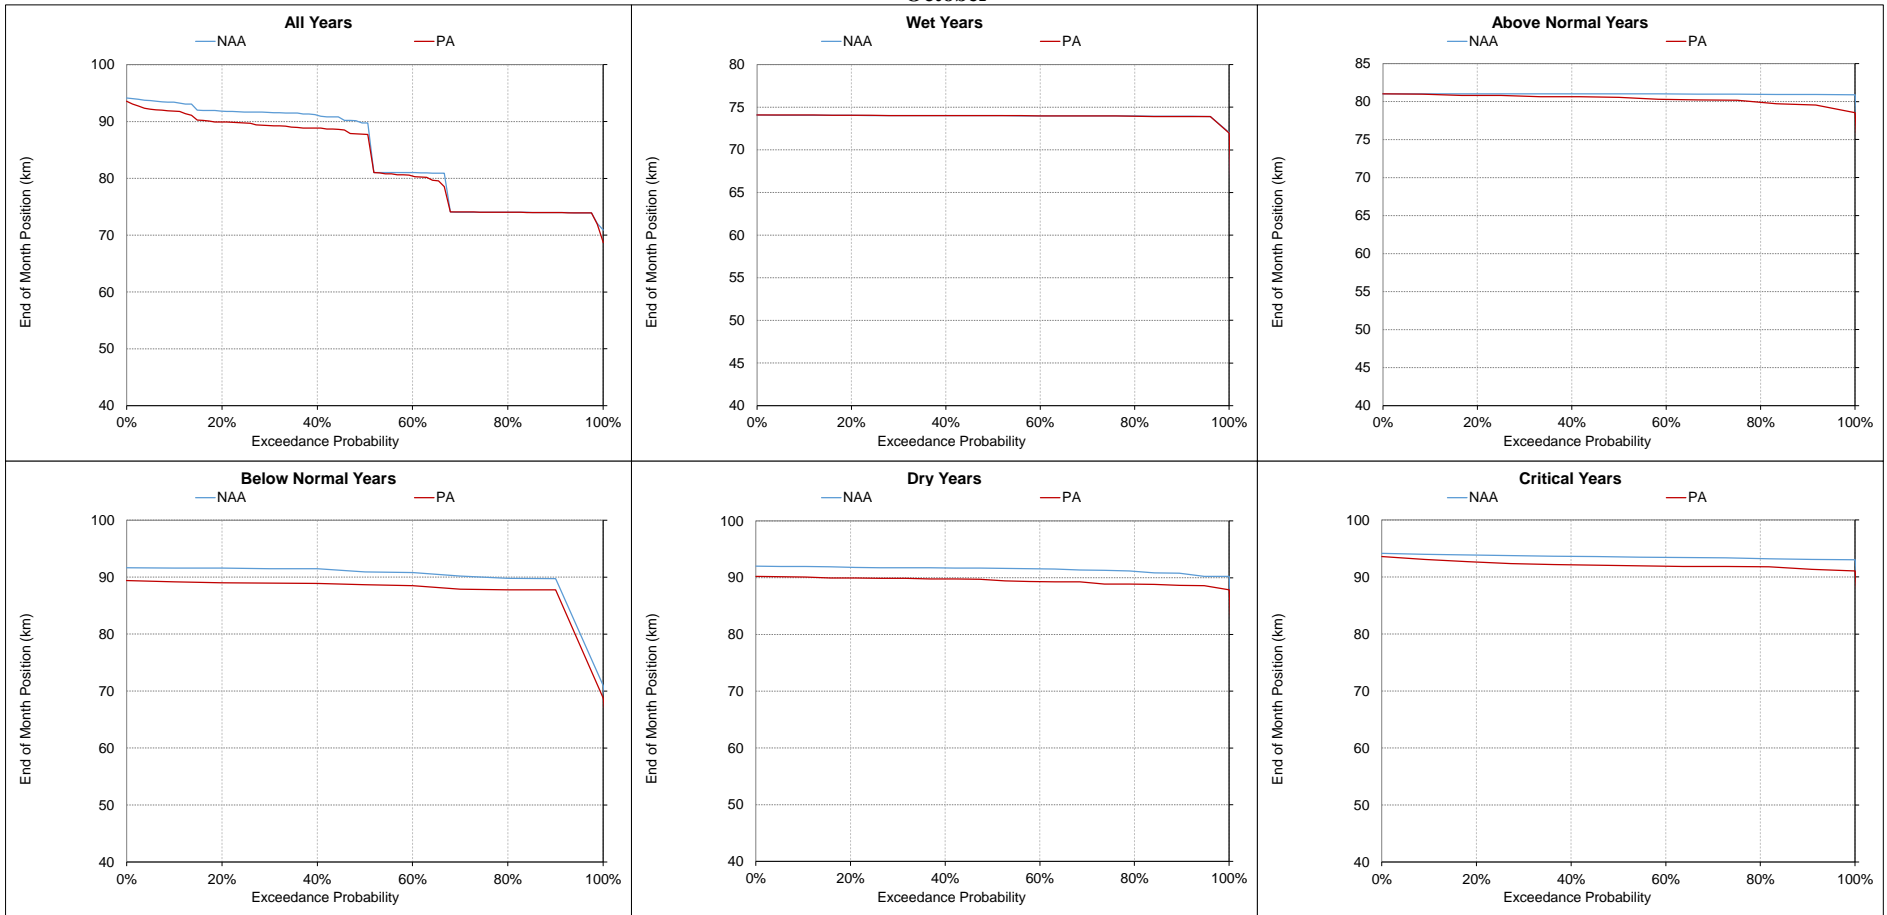 All Years
NAA PA
100
90
80
70
60
50
40
0% 20% 40% 60% 80% 100%
End of Month Position (km)
Exceedance Probability
Wet Years
NAA PA
80
75
70
65
60
55
50
45
40
0% 20% 40% 60% 80% 100%
End of Month Position (km)
Exceedance Probability
Above Normal Years
NAA PA
85
80
75
70
65
60
55
50
45
40
0% 20% 40% 60% 80% 100%
End of Month Position (km)
Exceedance Probability
Below Normal Years
NAA PA
100
90
80
70
60
50
40
0% 20% 40% 60% 80% 100%
End of Month Position (km)
Exceedance Probability
Dry Years
NAA PA
100
90
80
70
60
50
40
0% 20% 40% 60% 80% 100%
End of Month Position (km)
Exceedance Probability
Critical Years
NAA PA
100
90
80
70
60
50
40
0% 20% 40% 60% 80% 100%
End of Month Position (km)
Exceedance Probability